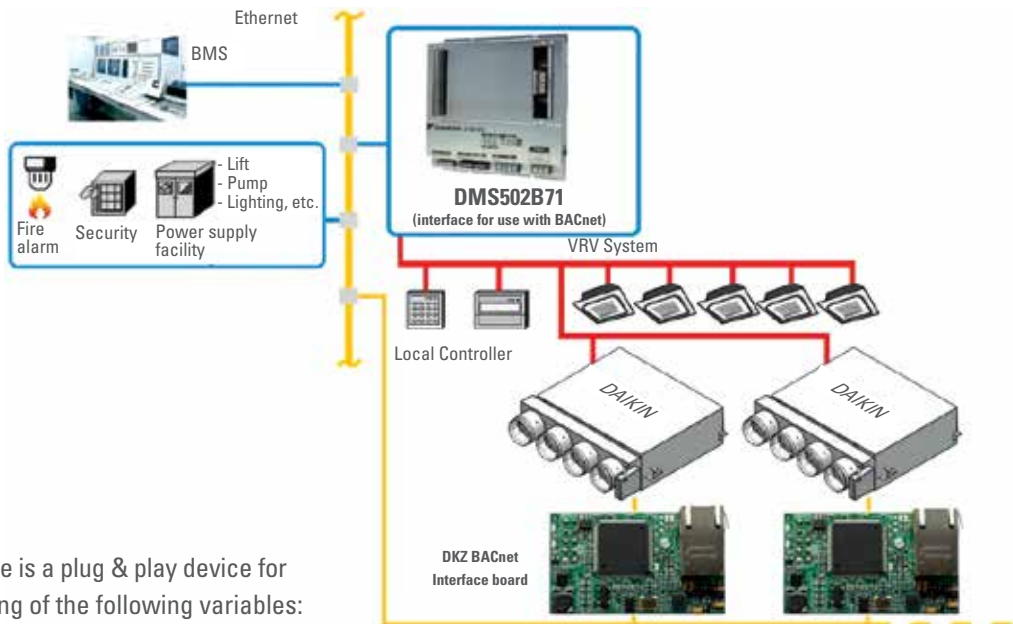 Ethernet
BMS
- Lift
- Pump
- Lighting, etc.
Fire
alarm
Security
Power supply
facility
DMS502B71
(interface for use with BACnet)
VRV System
Local Controller
DAIKIN
DAIKIN
DKZ BACnet
Interface board
e is a plug & play device for
ng of the following variables: